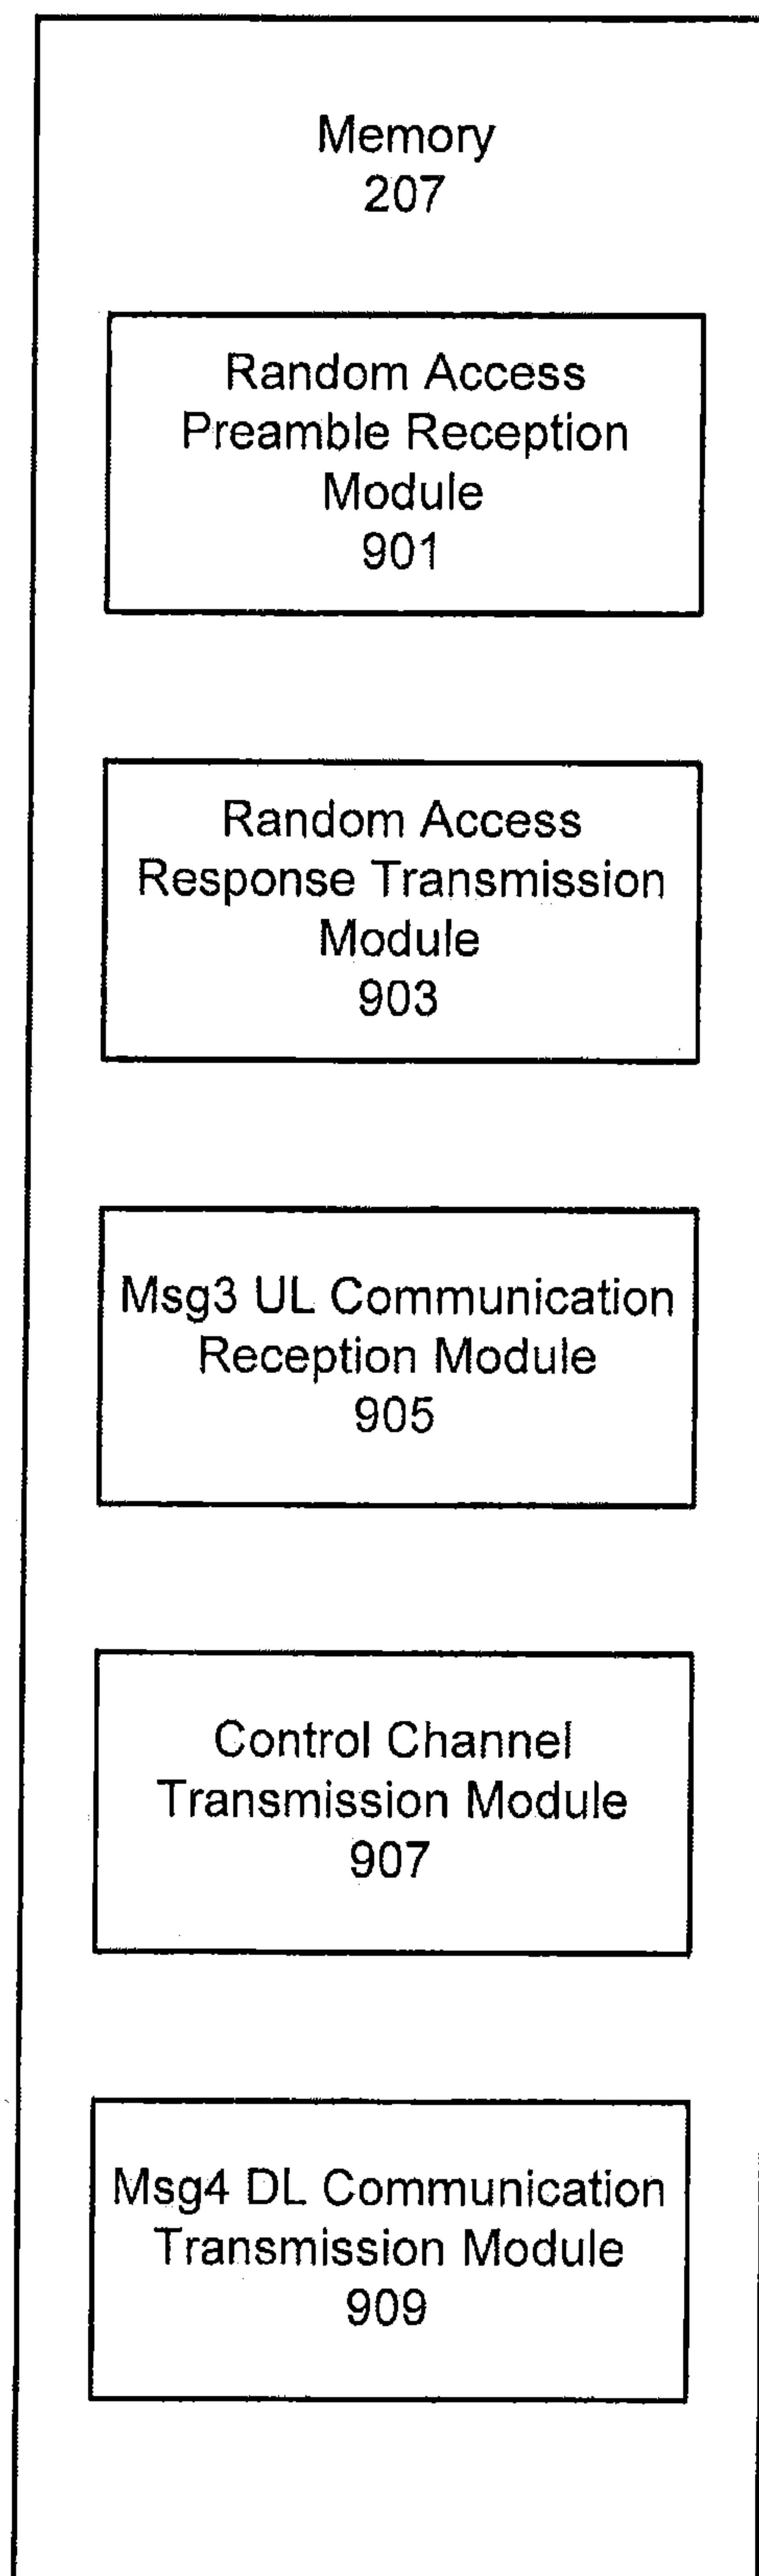 Memory
207
Random Access
Preamble Reception
Module
901
Random Access
Response Transmission
Module
903
Msg3 UL Communication
Reception Module
905
Control Channel
Transmission Module
907
Msg4 DL Communication
Transmission Module
909